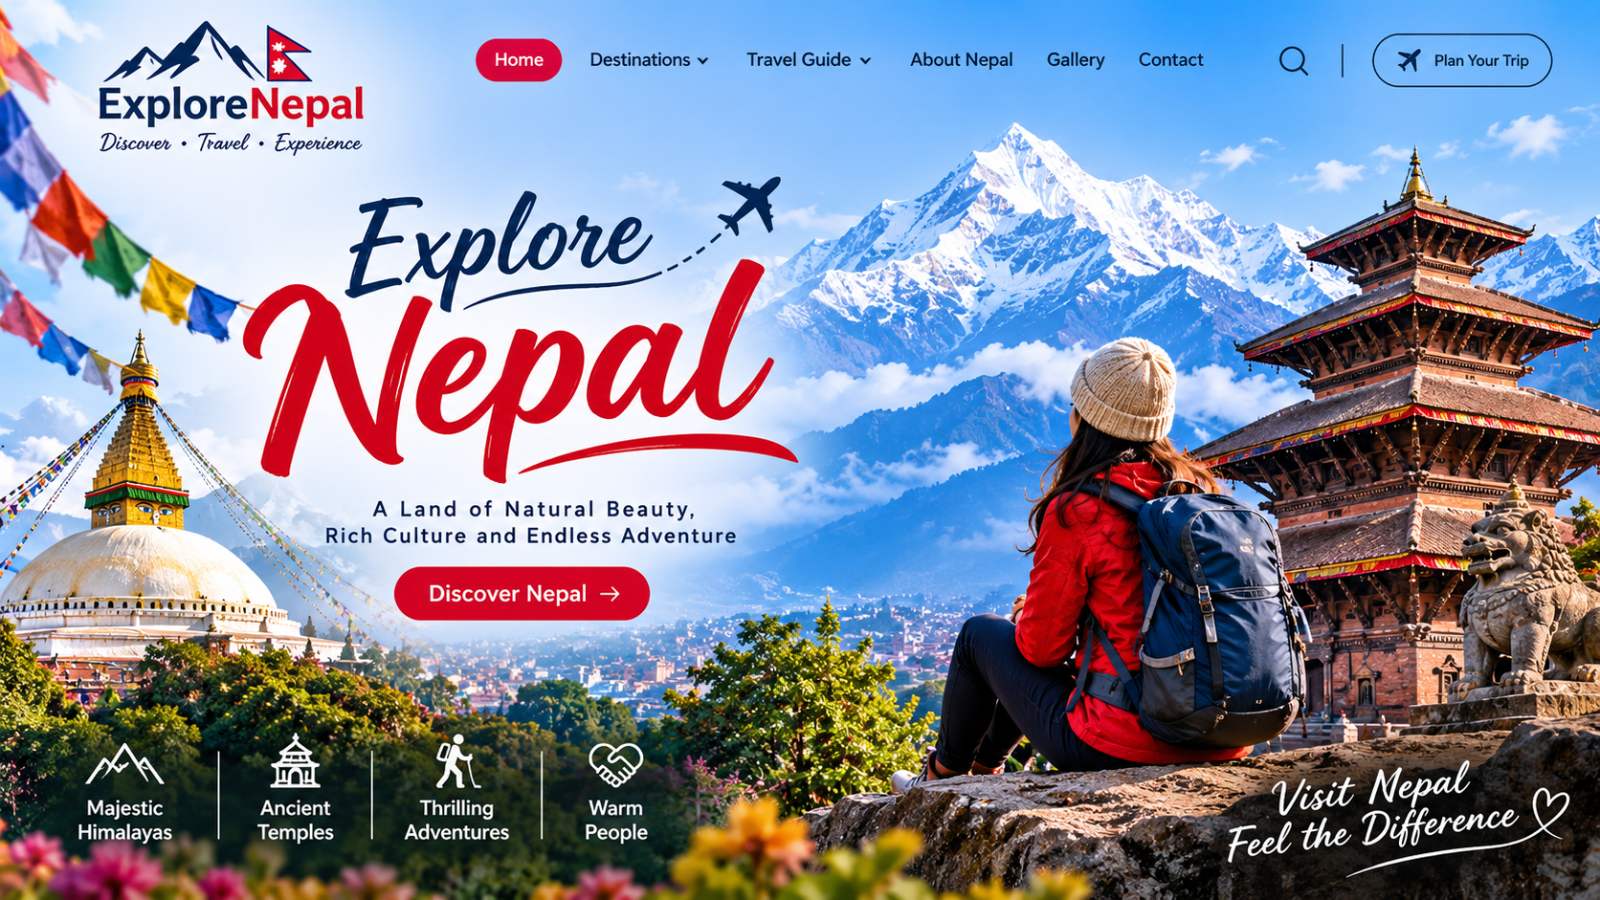 ExploreNepal
Discover • Travel • Experience
Home
Destinations
Travel Guide
About Nepal
Gallery
Contact
Plan Your Trip
Explore
Nepal
A Land of Natural Beauty,
Rich Culture and Endless Adventure
Discover Nepal →
Majestic
Himalayas
Ancient
Temples
Thrilling
Adventures
Warm
People
Visit Nepal
Feel the Difference